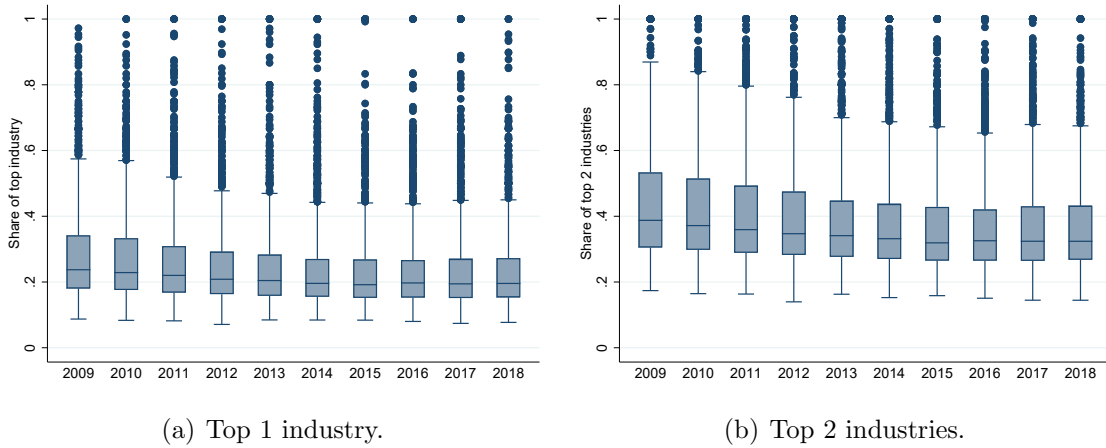 Share of top industry
1
.8
.6
.4
.2
0
2009 2010 2011 2012 2013 2014 2015 2016 2017 2018
(a) Top 1 industry.
Share of top 2 industries
1
.8
.6
.4
.2
0
2009 2010 2011 2012 2013 2014 2015 2016 2017 2018
(b) Top 2 industries.